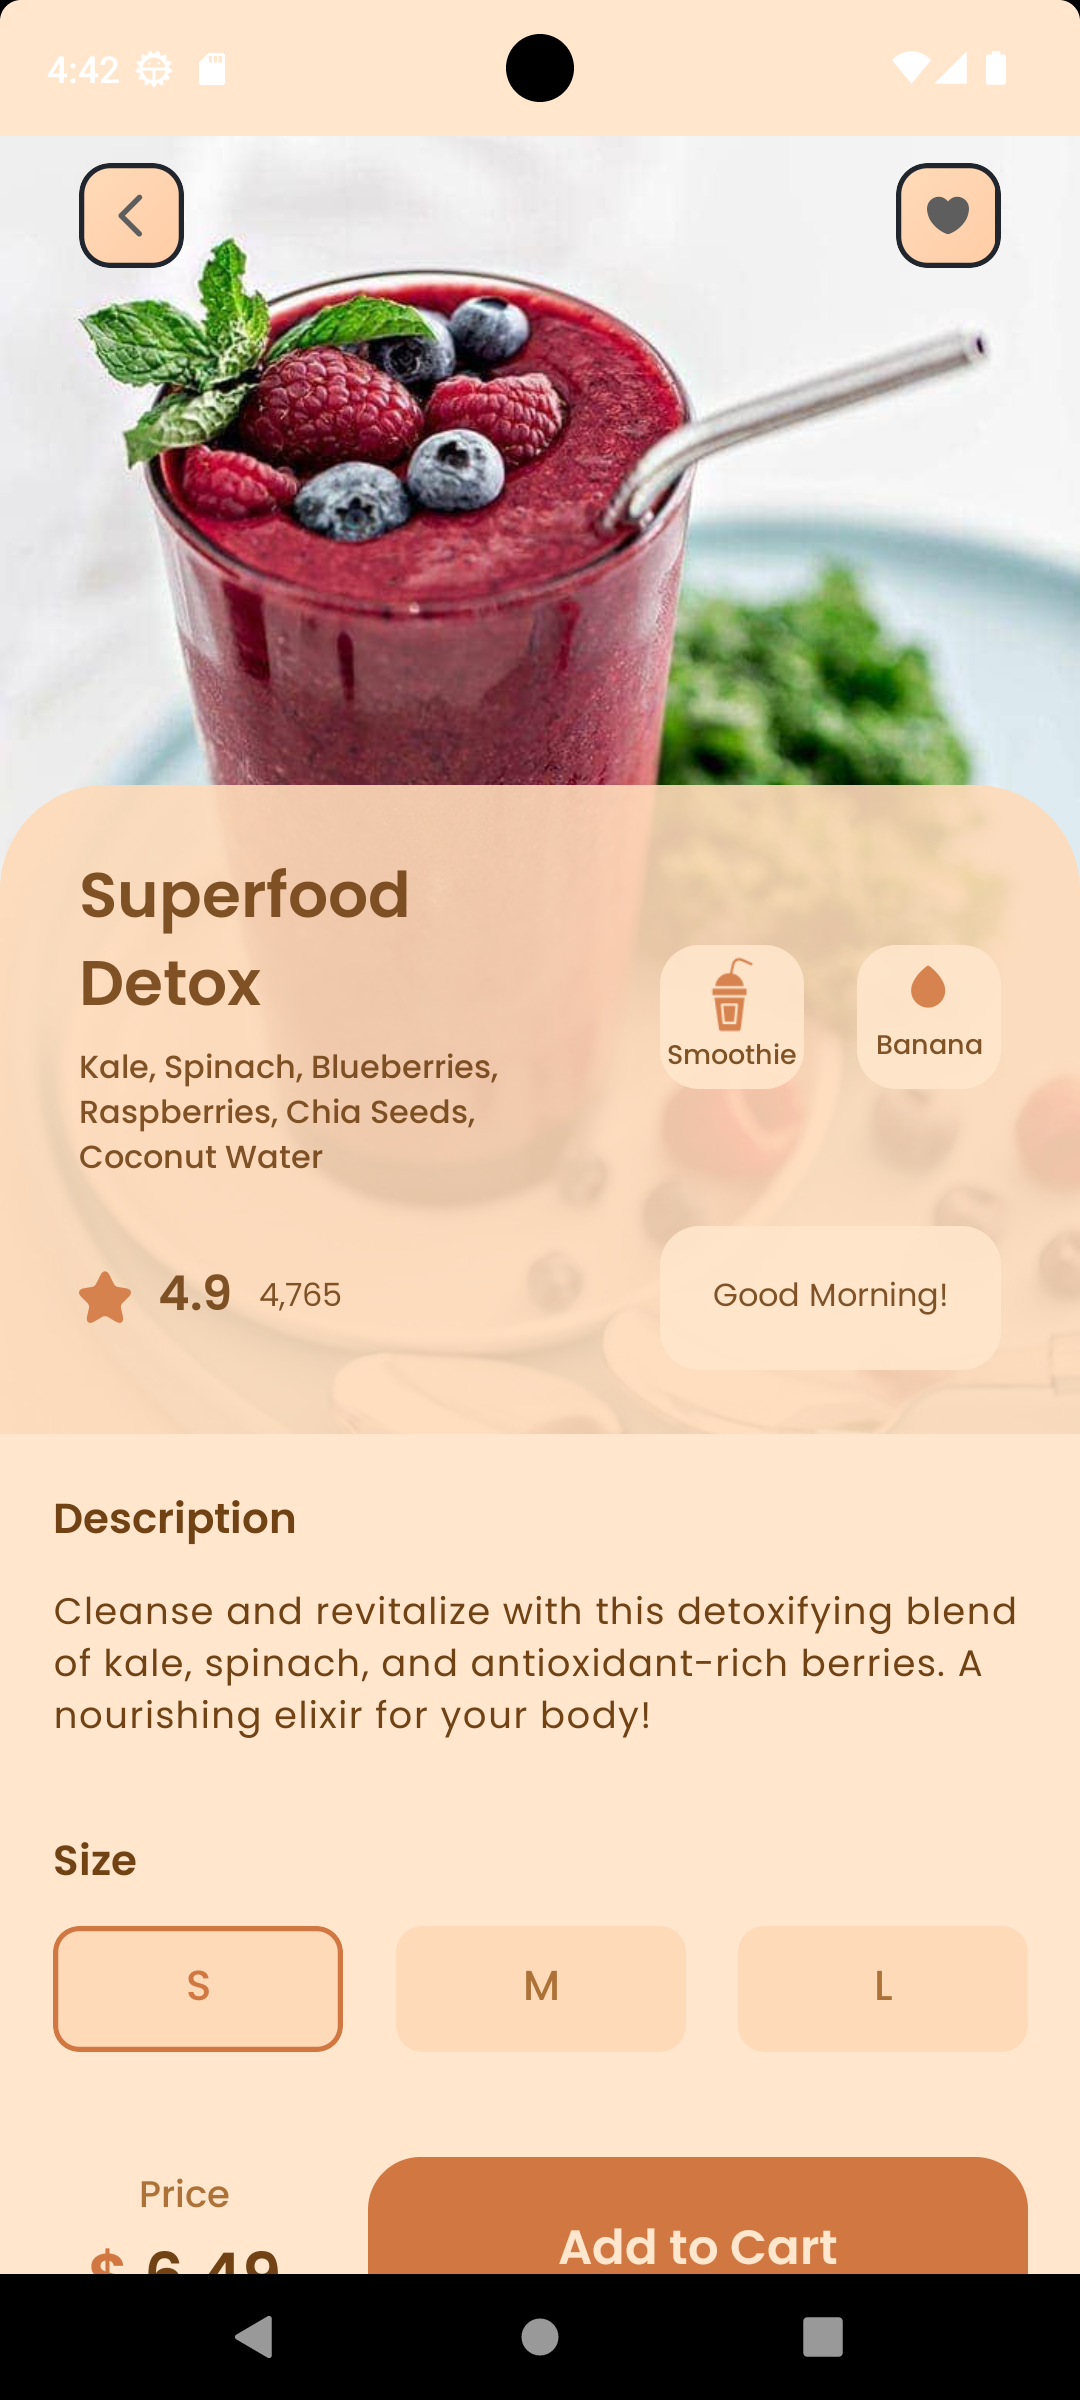 4:42
Superfood
Detox
Kale, Spinach, Blueberries,
Raspberries, Chia Seeds,
Coconut Water
Smoothie
Banana
4.9 4,765
Good Morning!
Description
Cleanse and revitalize with this detoxifying blend
of kale, spinach, and antioxidant-rich berries. A
nourishing elixir for your body!
Size
S M L
Price
$ 6.49
Add to Cart